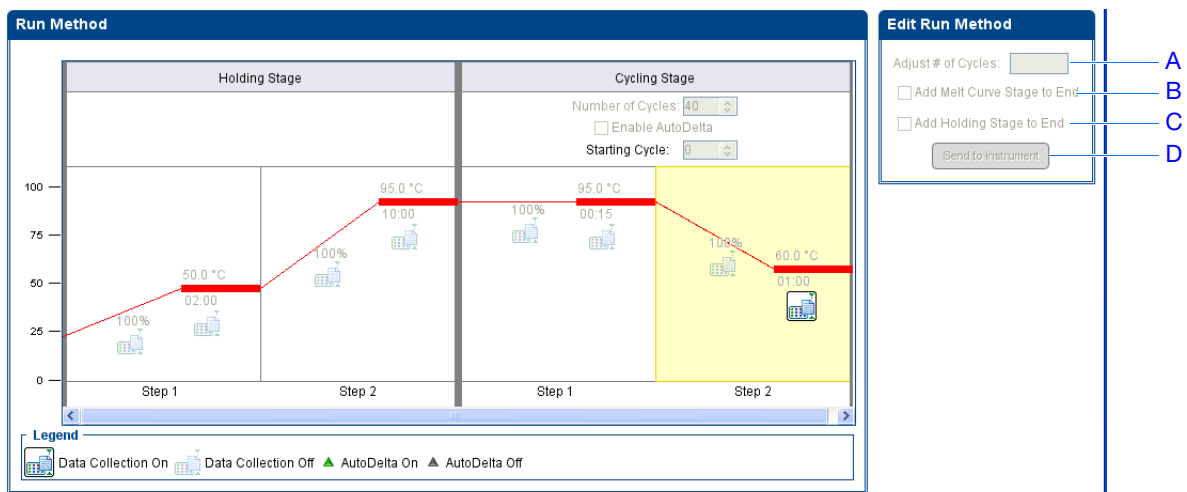 Run Method
Holding Stage
Cycling Stage
Number of Cycles: 40
Enable AutoDelta
Starting Cycle: 0
100
75
50
25
0
100%
50.0 °C
02:00
100%
95.0 °C
10:00
100%
95.0 °C
00:15
100%
60.0 °C
01:00
Step 1
Step 2
Step 1
Step 2
Legend
Data Collection On
Data Collection Off
AutoDelta On
AutoDelta Off
Edit Run Method
Adjust # of Cycles:
A
Add Melt Curve Stage to End
B
Add Holding Stage to End
C
Send to Instrument
D